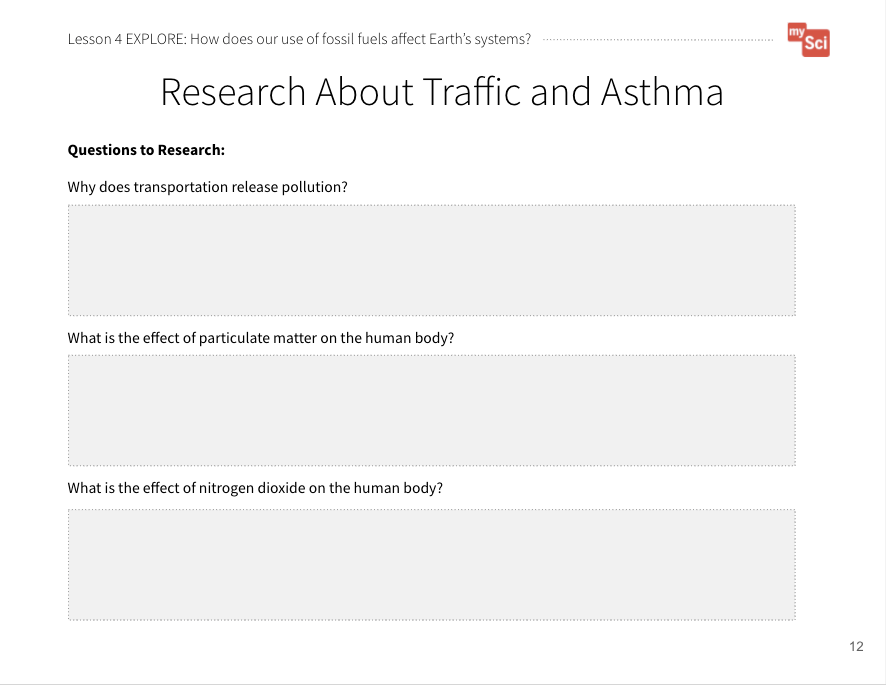 Lesson 4 EXPLORE: How does our use of fossil fuels affect Earth's systems?
my
Sci
Research About Traffic and Asthma
Questions to Research:
Why does transportation release pollution?
What is the effect of particulate matter on the human body?
What is the effect of nitrogen dioxide on the human body?
12